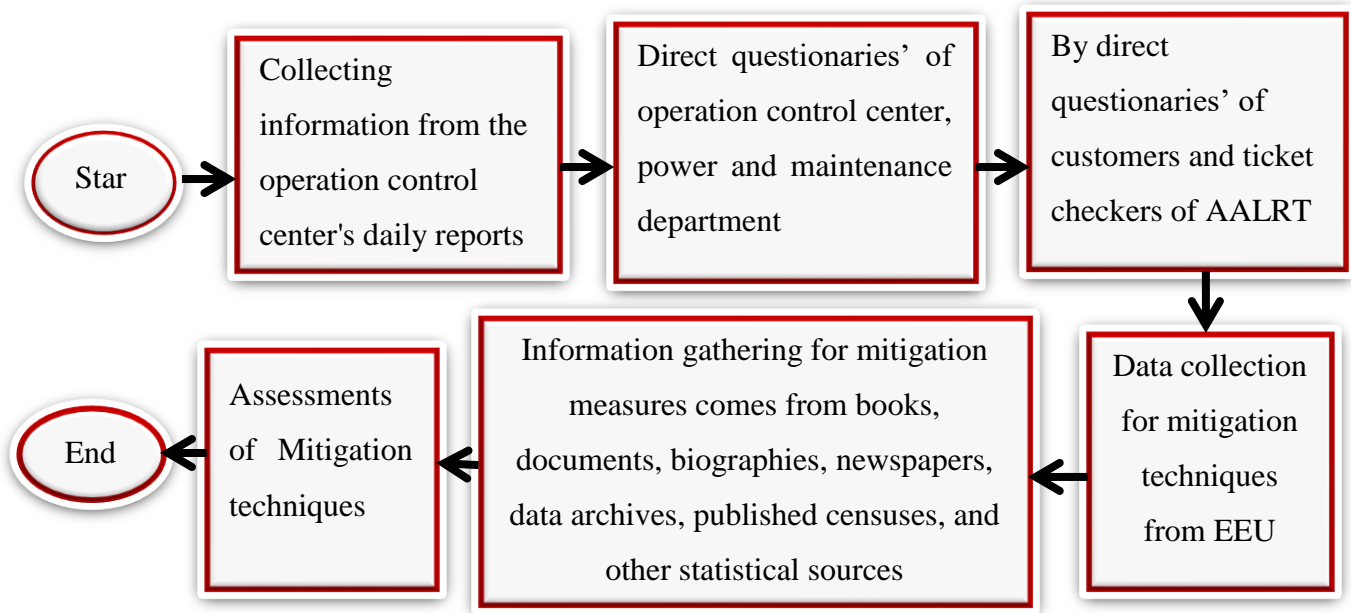 Star
Collecting
information from the
operation control
center's daily reports
Direct questionaries’ of
operation control center,
power and maintenance
department
By direct
questionaries’ of
customers and ticket
checkers of AALRT
Data collection
for mitigation
techniques
from EEU
Information gathering for mitigation
measures comes from books,
documents, biographies, newspapers,
data archives, published censuses, and
other statistical sources
Assessments
of Mitigation
techniques
End